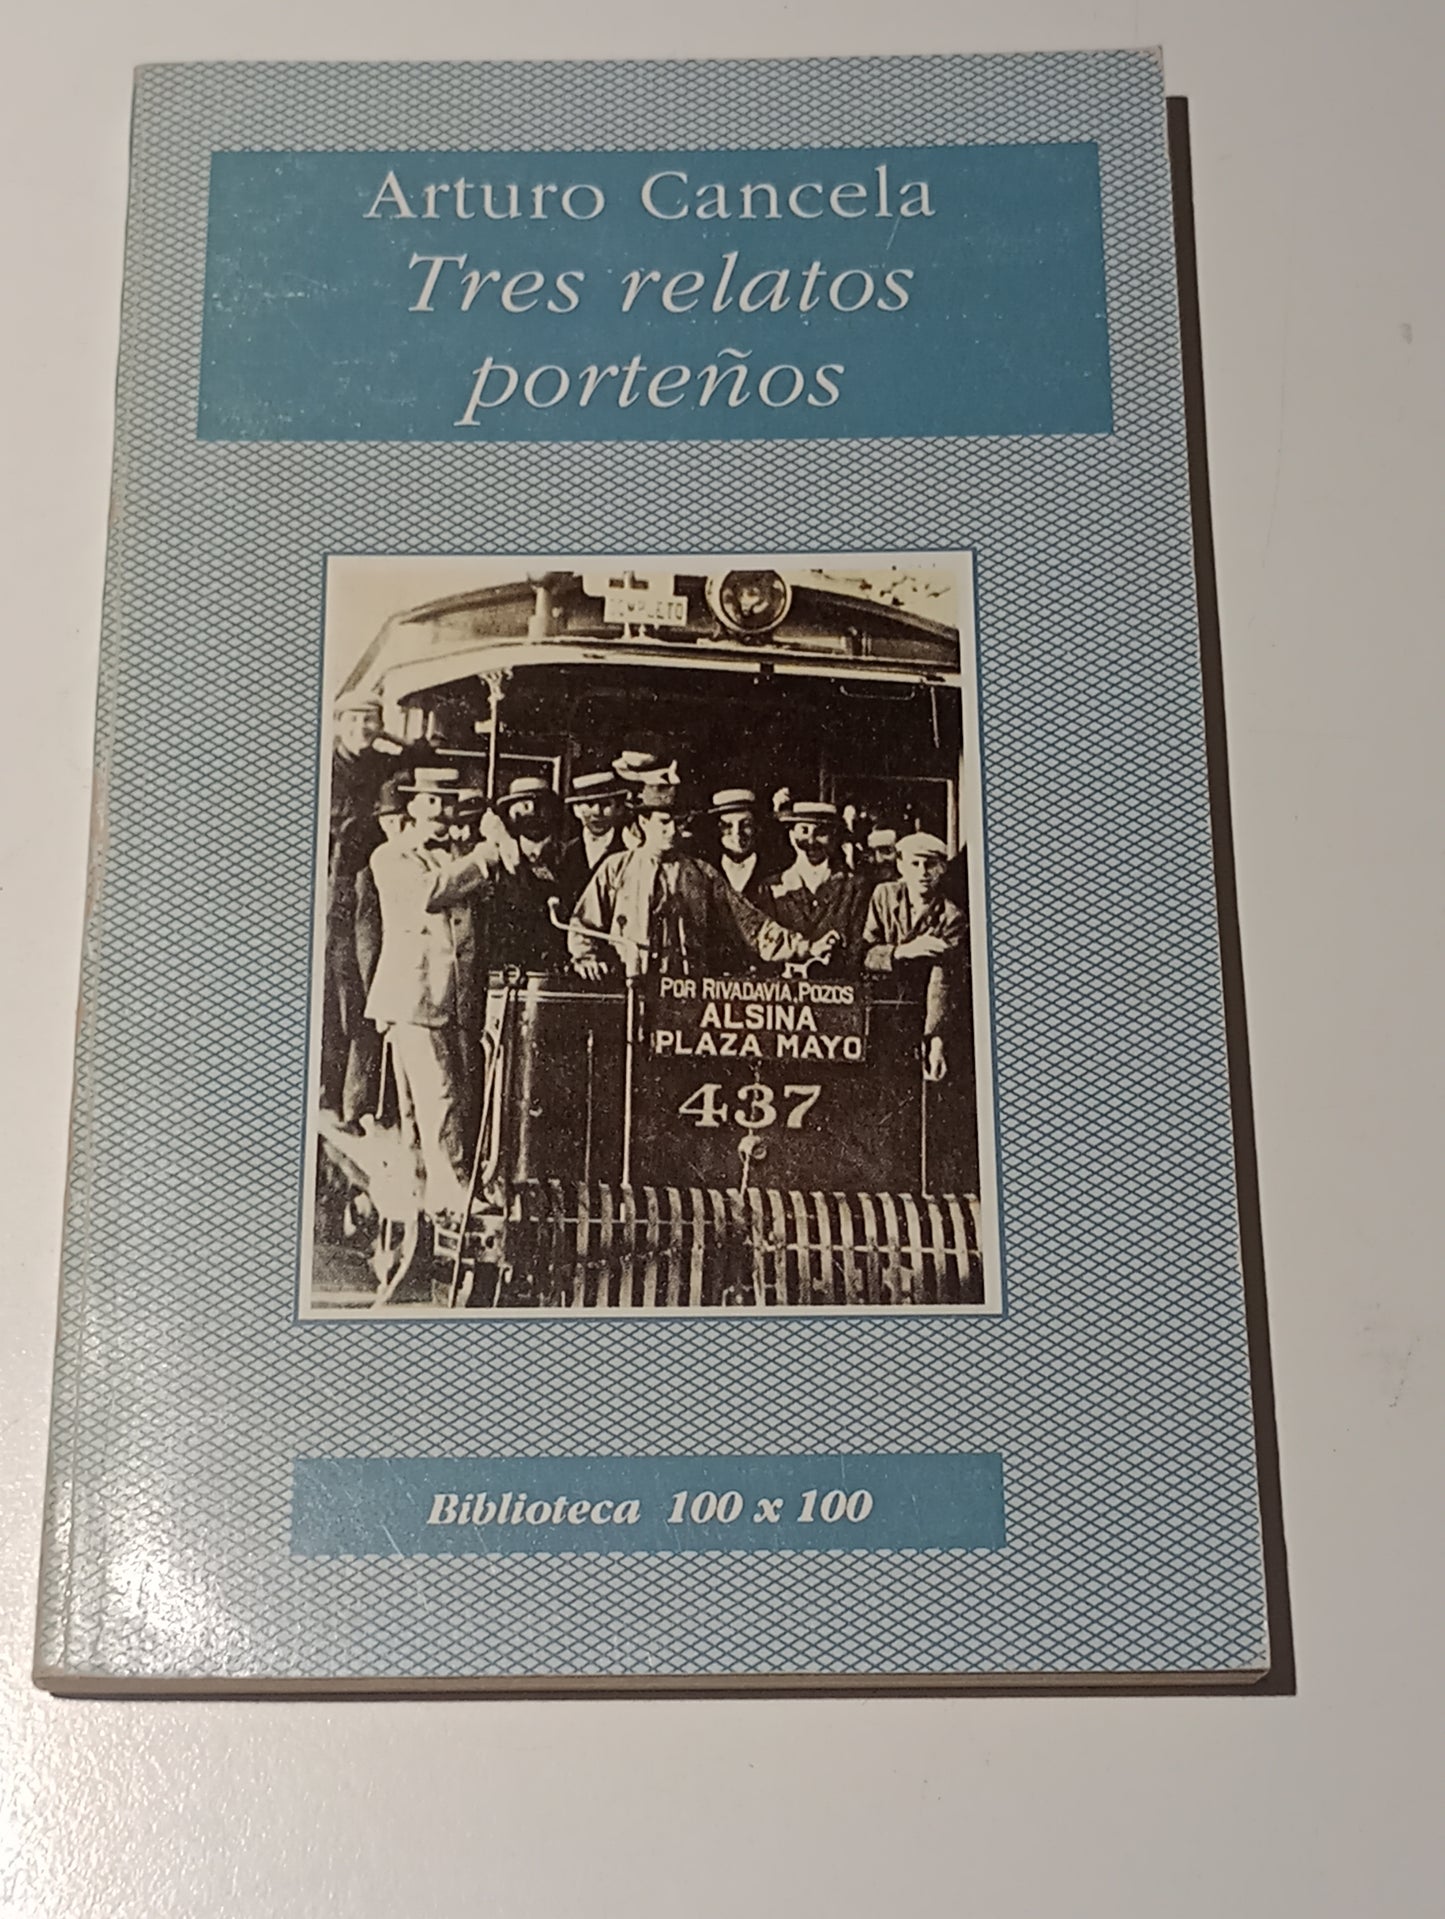 Arturo Cancela
Tres relatos
porteños
COMPLETO
POR RIVADAVIA, POZOS
ALSINA
PLAZA MAYO
437
Biblioteca 100 x 100